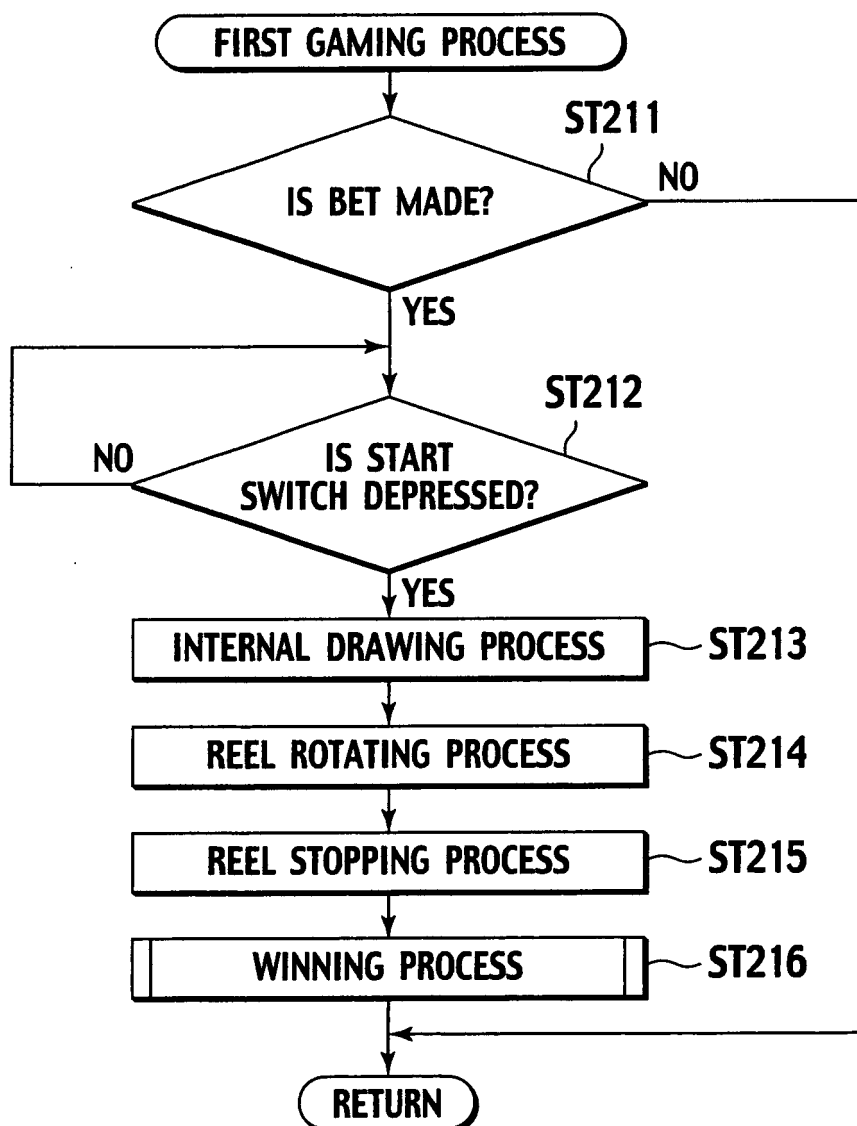 FIRST GAMING PROCESS
ST211
IS BET MADE?
NO
YES
ST212
IS START
SWITCH DEPRESSED?
NO
YES
INTERNAL DRAWING PROCESS
ST213
REEL ROTATING PROCESS
ST214
REEL STOPPING PROCESS
ST215
WINNING PROCESS
ST216
RETURN